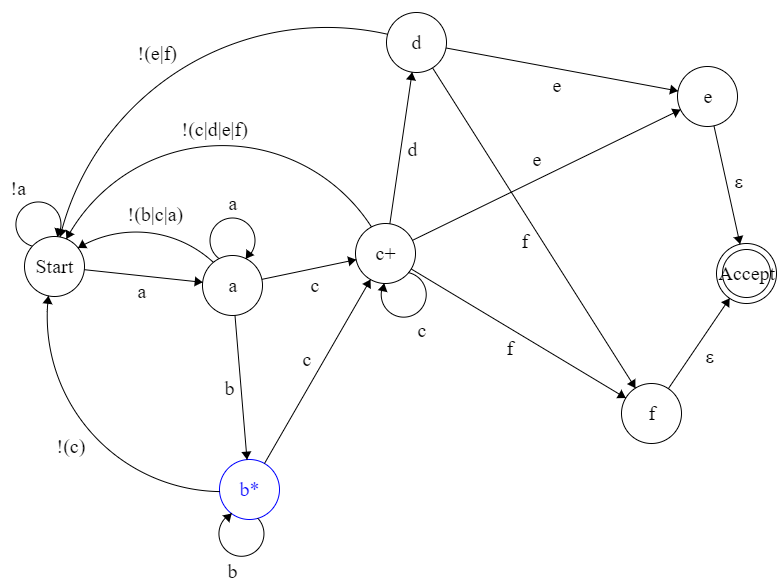 d
!(e|f)
e
e
!(c|d|e|f)
d
e
!a
a
!(b|c|a)
ε
f
c+
Start
a
a
c
Accept
c
f
c
ε
b
f
!(c)
b*
b